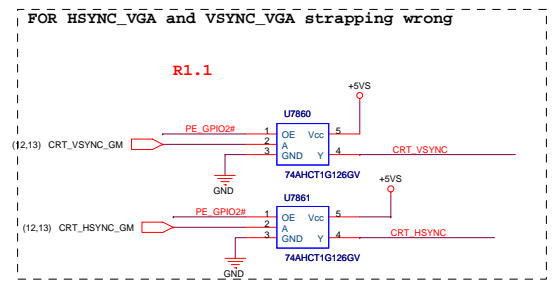 FOR HSYNC_VGA and VSYNC_VGA strapping wrong
R1.1
+5VS
U7860
PE_GPIO2# 1 OE Vcc 5
(12,13) CRT_VSYNC_GM 2 A
3 GND Y 4 CRT_VSYNC
74AHCT1G126GV
GND
+5VS
U7861
PE_GPIO2# 1 OE Vcc 5
(12,13) CRT_HSYNC_GM 2 A
3 GND Y 4 CRT_HSYNC
74AHCT1G126GV
GND